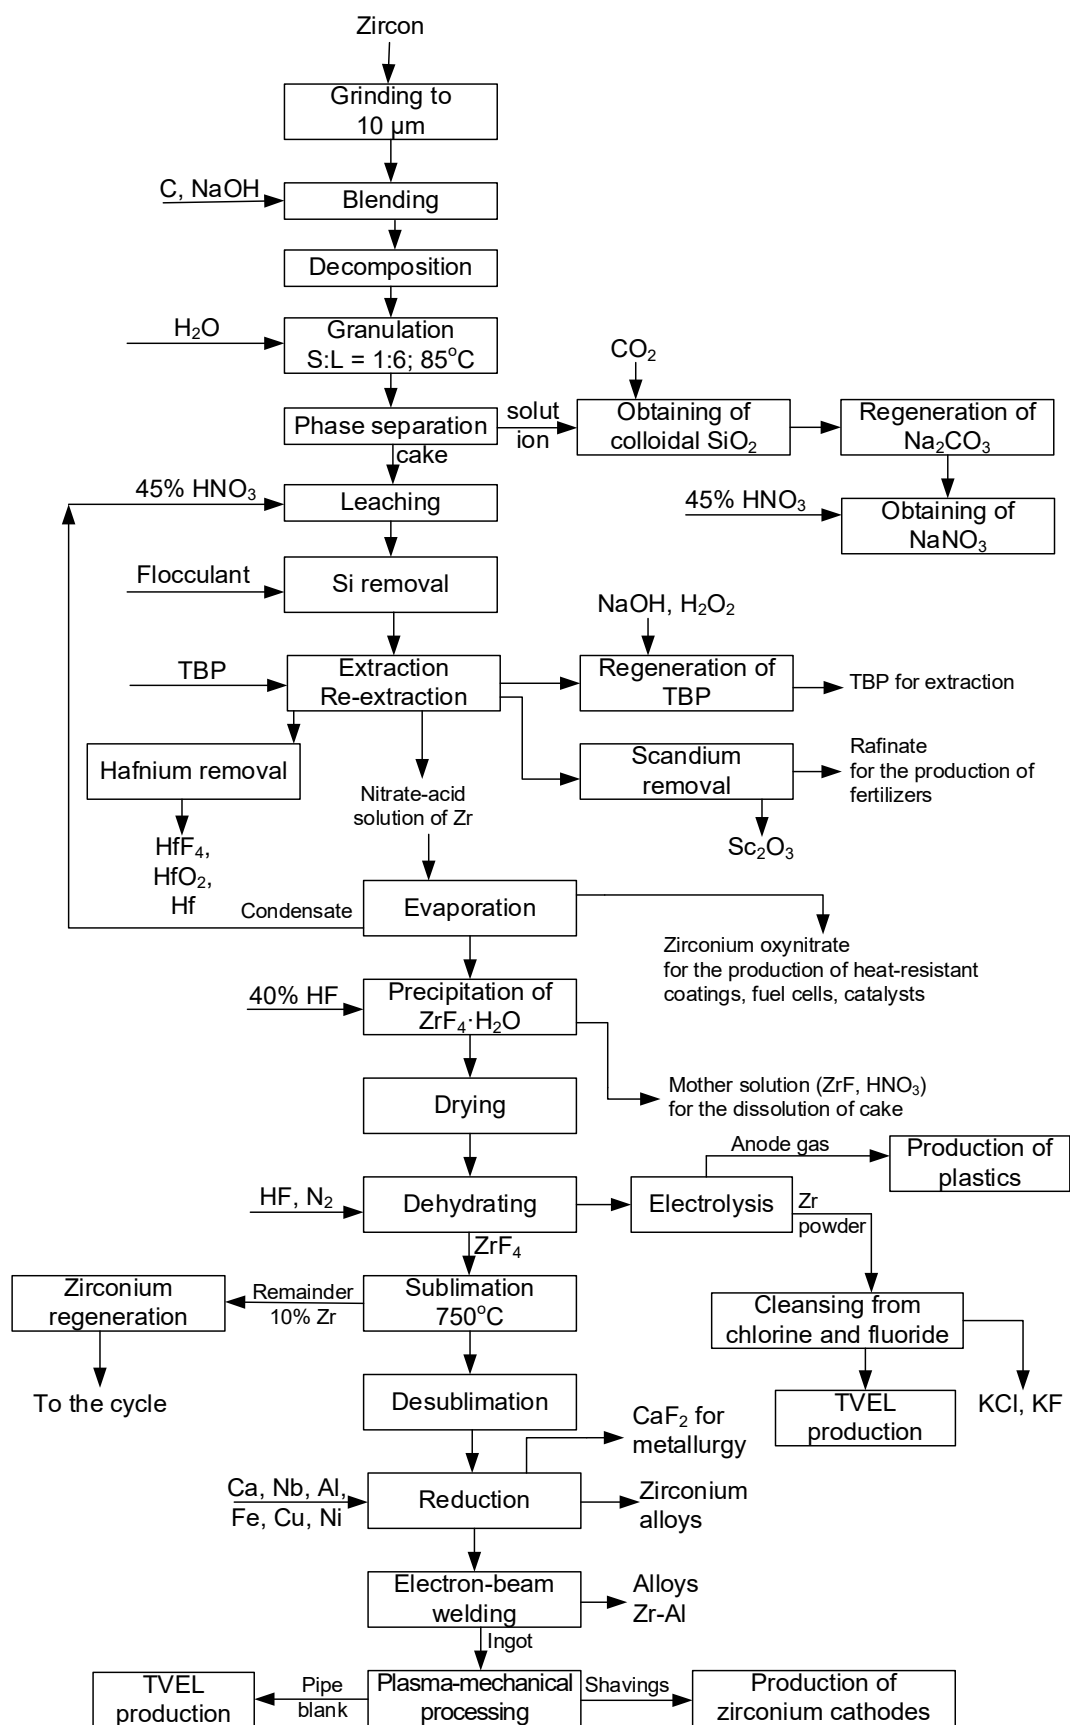 Zircon
Grinding to
10 µm
C, NaOH
Blending
Decomposition
H₂O
Granulation
S:L = 1:6; 85°C
CO₂
Phase separation
solut
ion
Obtaining of
colloidal SiO₂
Regeneration of
Na₂CO₃
cake
45% HNO₃
Leaching
45% HNO₃
Obtaining of
NaNO₃
Flocculant
Si removal
NaOH, H₂O₂
TBP
Extraction
Re-extraction
Regeneration of
TBP
TBP for extraction
Hafnium removal
Scandium
removal
Rafinate
for the production of
fertilizers
Nitrate-acid
solution of Zr
HfF₄,
HfO₂,
Hf
Sc₂O₃
Condensate
Evaporation
Zirconium oxynitrate
for the production of heat-resistant
coatings, fuel cells, catalysts
40% HF
Precipitation of
ZrF₄·H₂O
Drying
Mother solution (ZrF, HNO₃)
for the dissolution of cake
Anode gas
Production of
plastics
HF, N₂
Dehydrating
Electrolysis
Zr
powder
ZrF₄
Zirconium
regeneration
Remainder
10% Zr
Sublimation
750°C
Cleansing from
chlorine and fluoride
To the cycle
Desublimation
CaF₂ for
metallurgy
TVEL
production
KCl, KF
Ca, Nb, Al,
Fe, Cu, Ni
Reduction
Zirconium
alloys
Electron-beam
welding
Alloys
Zr-Al
Ingot
TVEL
production
Pipe
blank
Plasma-mechanical
processing
Shavings
Production of
zirconium cathodes